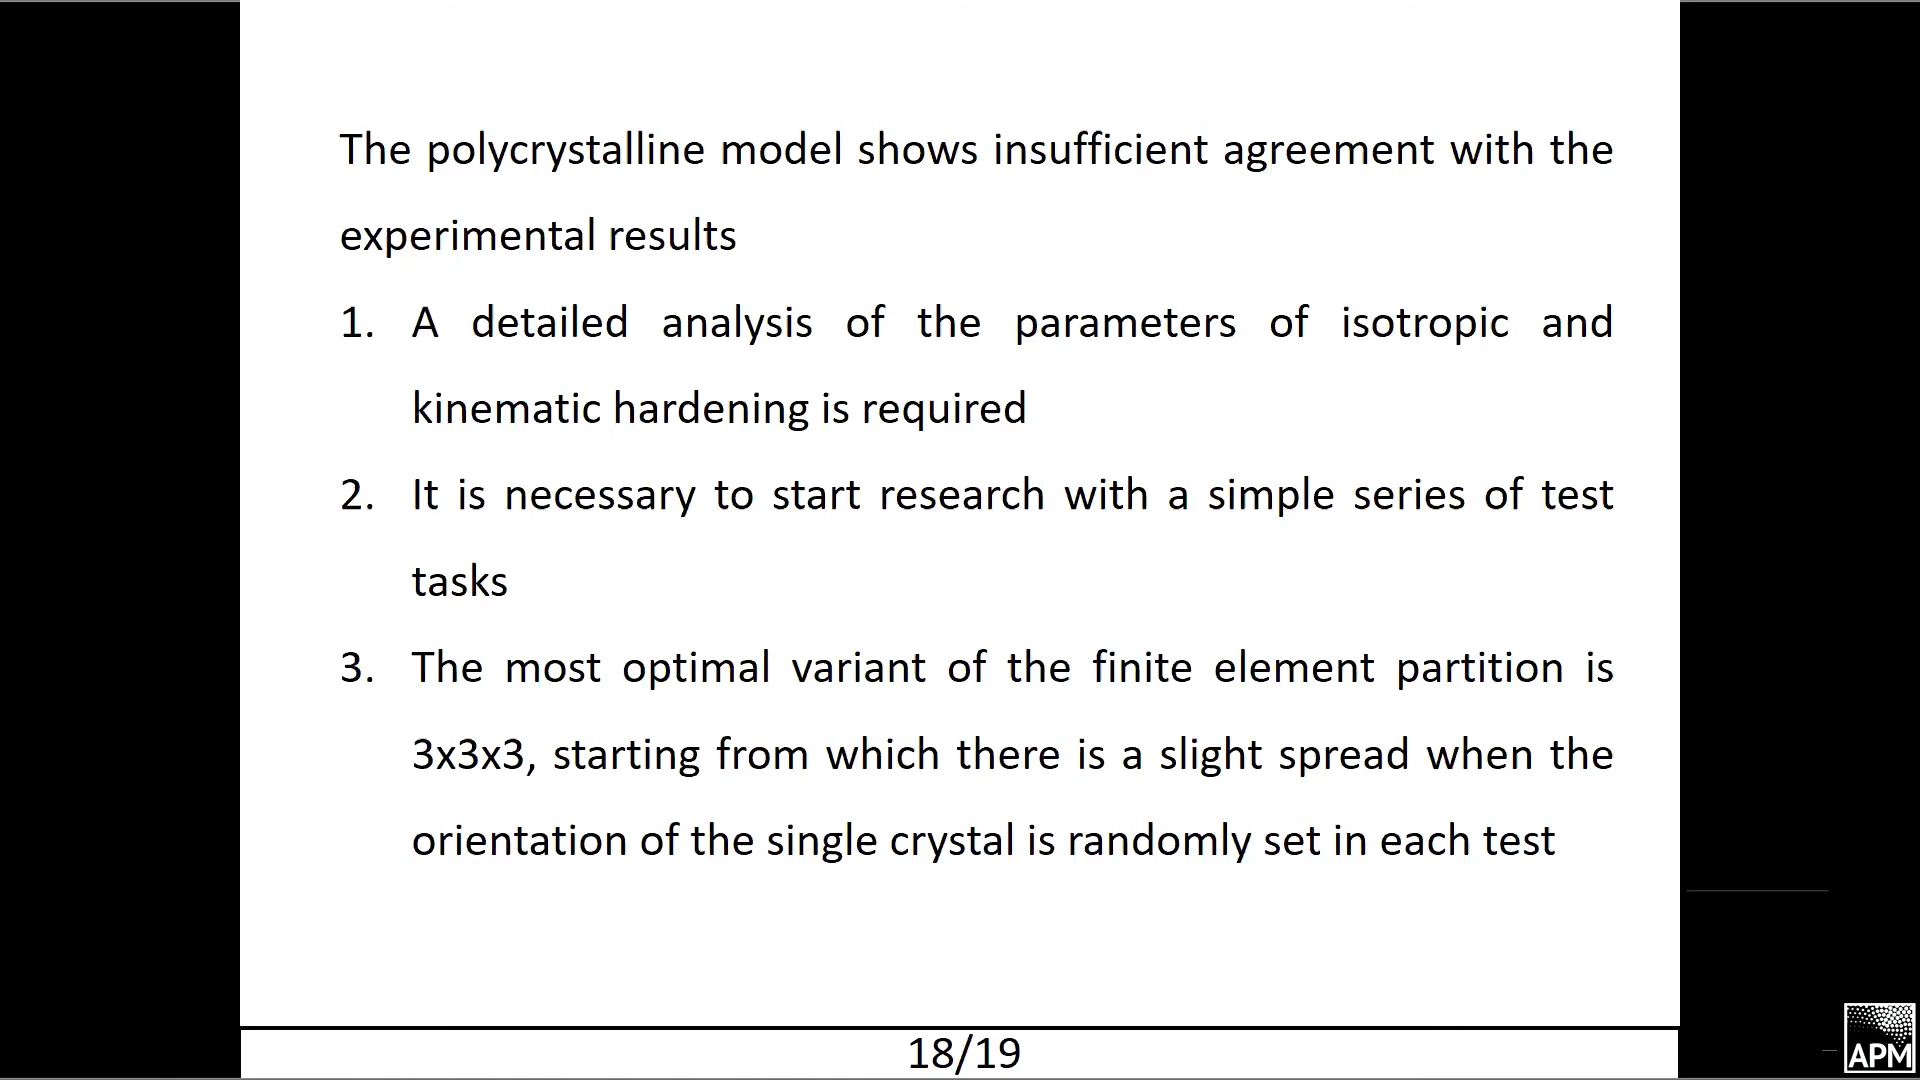 The polycrystalline model shows insufficient agreement with the
experimental results
1. A detailed analysis of the parameters of isotropic and
kinematic hardening is required
2. It is necessary to start research with a simple series of test
tasks
3. The most optimal variant of the finite element partition is
3x3x3, starting from which there is a slight spread when the
orientation of the single crystal is randomly set in each test
18/19
APM